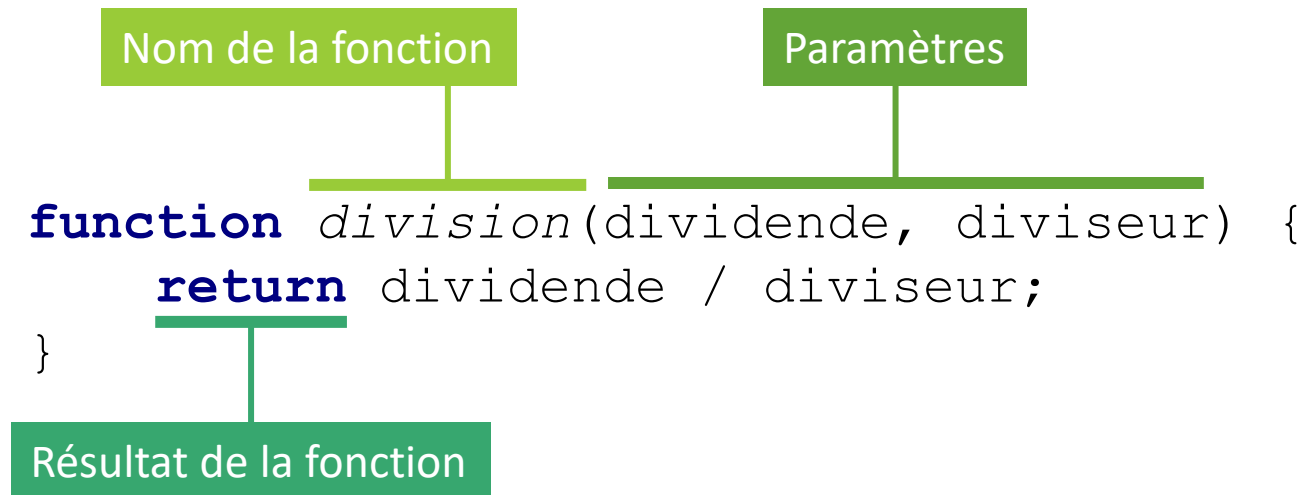 Nom de la fonction
Paramètres
function division(dividende, diviseur) {
return dividende / diviseur;
}
Résultat de la fonction